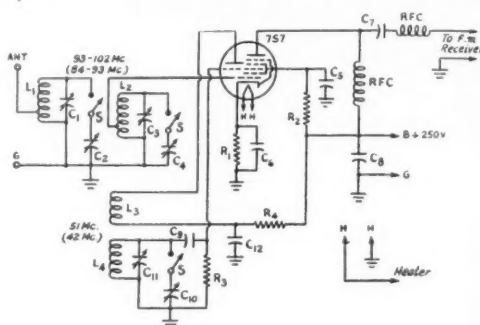 7S7
C7
RFC
To F.m.
Receiver
93-102 Mc
(84-93 Mc)
ANT
L1
C1
S
C2
L2
C3
S
C4
C5
RFC
R2
H H
R1
C6
B+250v
C8
G
G
L3
R4
C12
51 Mc.
(42 Mc)
L4
C11
C9
S
C10
R3
H H
Heater